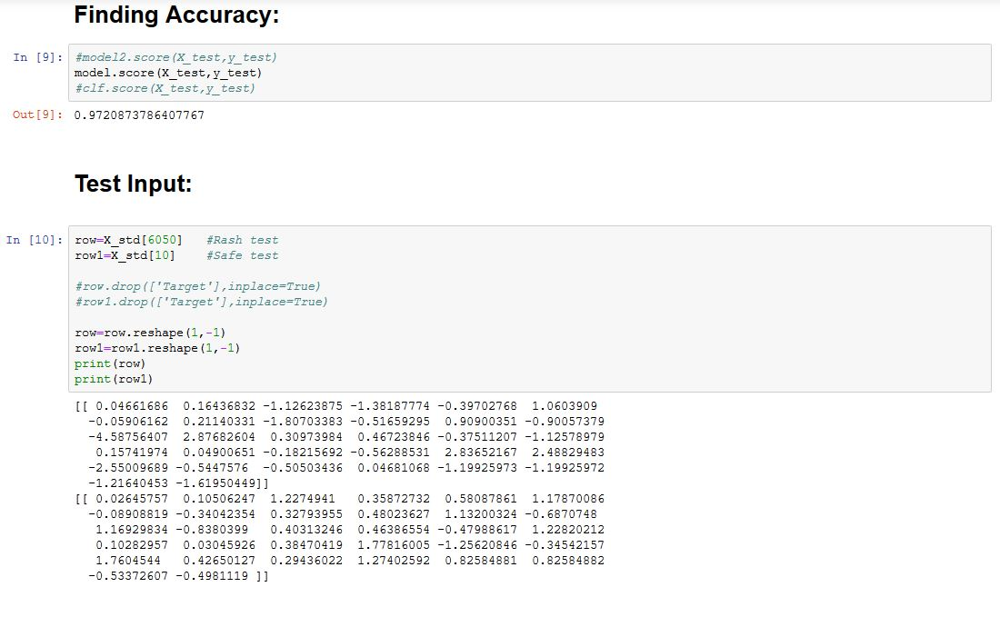 Finding Accuracy:
In [9]: #model2.score(X_test,y_test)
model.score(X_test,y_test)
#clf.score(X_test,y_test)
Out[9]: 0.9720873786407767
Test Input:
In [10]: row=X_std[6050]   #Rash test
row1=X_std[10]    #Safe test
#row.drop(['Target'],inplace=True)
#row1.drop(['Target'],inplace=True)
row=row.reshape(1,-1)
row1=row1.reshape(1,-1)
print(row)
print(row1)
[[ 0.04661686  0.16436832 -1.12623875 -1.38187774 -0.39702768  1.0603909
-0.05906162  0.21140331 -1.80703383 -0.51659295  0.90900351 -0.90057379
-4.58756407  2.87682604  0.30973984  0.46723846 -0.37511207 -1.12578979
0.15741974  0.04900651 -0.18215692 -0.56288531  2.83652167  2.48829483
-2.55009689 -0.5447576  -0.50503436  0.04681068 -1.19925973 -1.19925972
-1.21640453 -1.61950449]]
[[ 0.02645757  0.10506247  1.2274941   0.35872732  0.58087861  1.17870086
-0.08908819 -0.34042354  0.32793955  0.48023627  1.13200324 -0.6870748
1.16929834 -0.8380399   0.40313246  0.46386554 -0.47988617  1.22820212
0.10282957  0.03045926  0.38470419  1.77816005 -1.25620846 -0.34542157
1.7604544   0.42650127  0.29436022  1.27402592  0.82584881  0.82584882
-0.53372607 -0.4981119 ]]